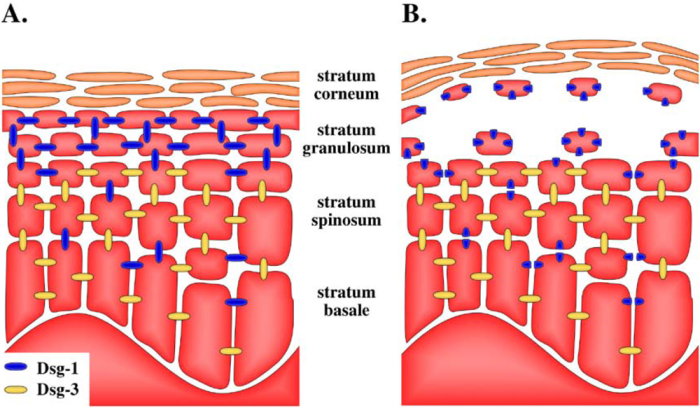 A.
B.
stratum
corneum
stratum
granulosum
stratum
spinosum
stratum
basale
Dsg-1
Dsg-3